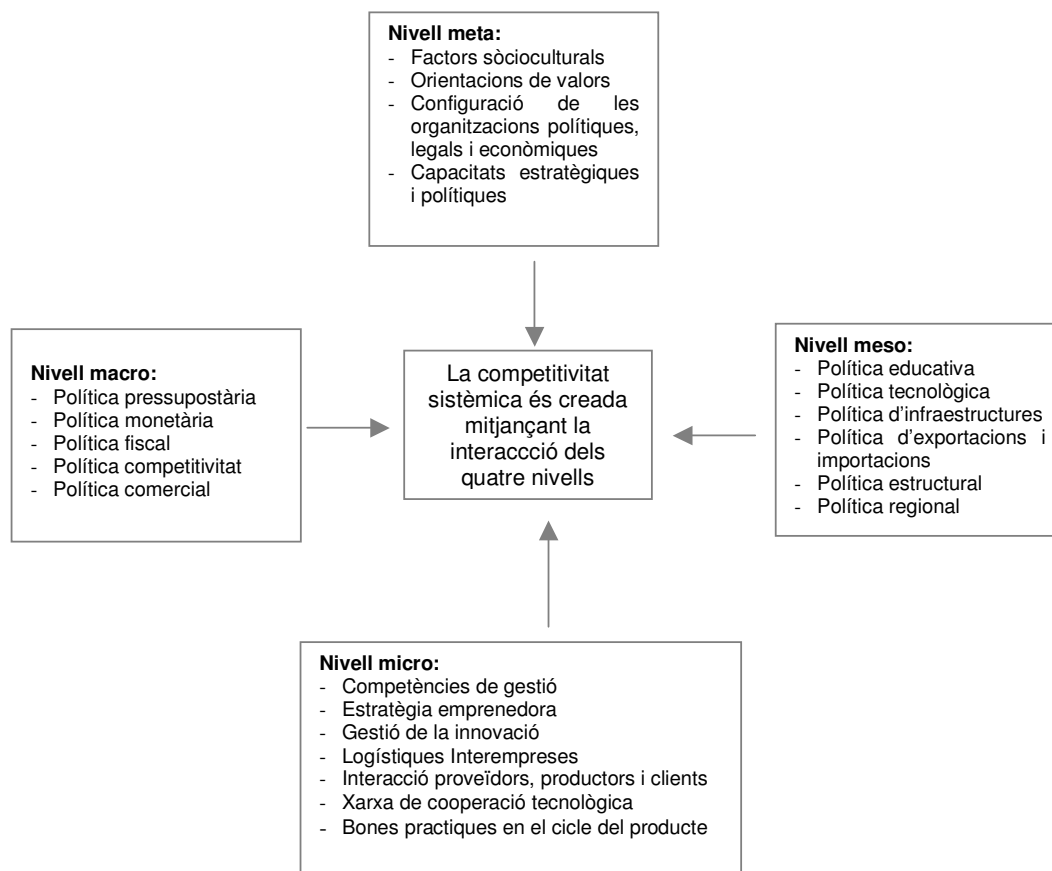 Nivell meta:
- Factors sòcioculturals
- Orientacions de valors
- Configuració de les
organitzacions polítiques,
legals i econòmiques
- Capacitats estratègiques
i polítiques
Nivell macro:
- Política pressupostària
- Política monetària
- Política fiscal
- Política competitivitat
- Política comercial
La competitivitat
sistèmica és creada
mitjançant la
interaccció dels
quatre nivells
Nivell meso:
- Política educativa
- Política tecnològica
- Política d'infraestructures
- Política d'exportacions i
importacions
- Política estructural
- Política regional
Nivell micro:
- Competències de gestió
- Estratègia emprenedora
- Gestió de la innovació
- Logístiques Interempreses
- Interacció proveïdors, productors i clients
- Xarxa de cooperació tecnològica
- Bones practiques en el cicle del producte